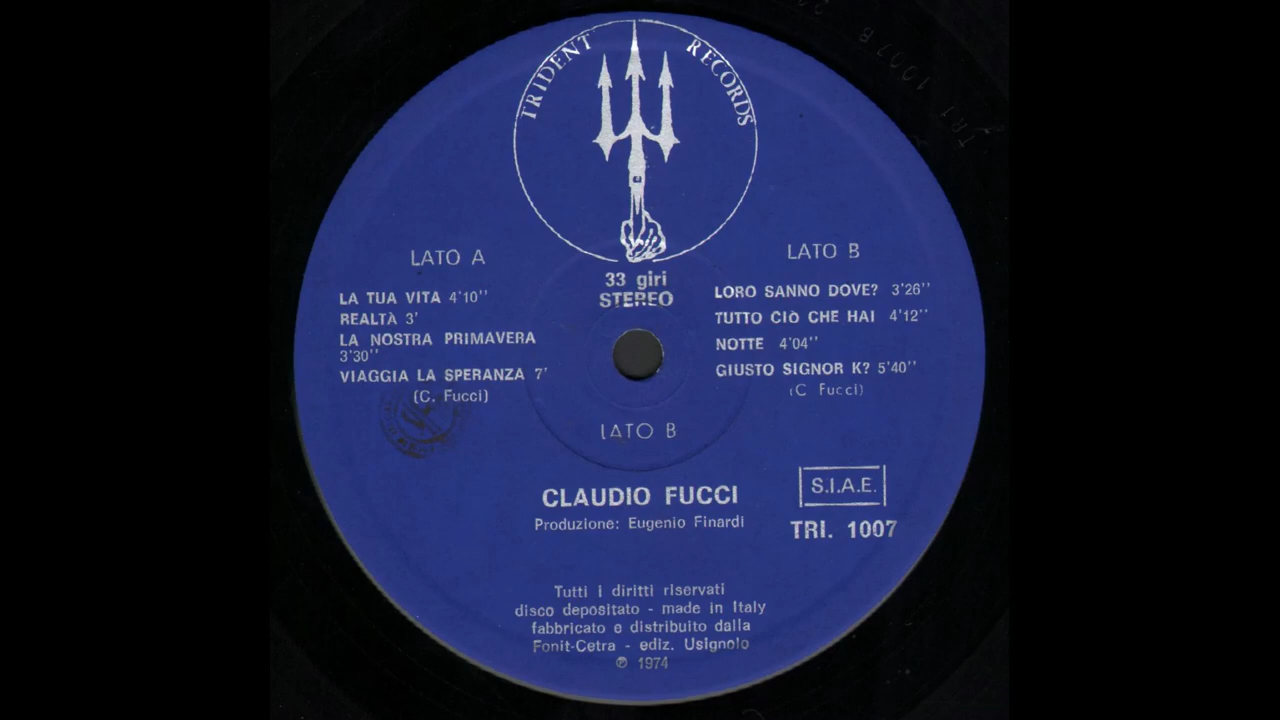 TRIDENT RECORDS
LATO A
LA TUA VITA 4'10''
REALTÀ 3'
LA NOSTRA PRIMAVERA
3'30''
VIAGGIA LA SPERANZA 7'
(C. Fucci)
33 giri
STEREO
LATO B
LORO SANNO DOVE? 3'26''
TUTTO CIÒ CHE HAI 4'12''
NOTTE 4'04''
GIUSTO SIGNOR K? 5'40''
(C Fucci)
LATO B
CLAUDIO FUCCI
Produzione: Eugenio Finardi
S.I.A.E.
TRI. 1007
Tutti i diritti riservati
disco depositato - made in Italy
fabbricato e distribuito dalla
Fonit-Cetra - ediz. Usignolo
℗ 1974
TRI 1007 B